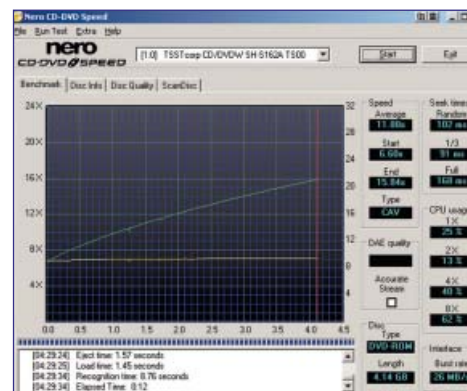 Nero CD-DVD Speed
File Run Test Extra Help
nero
CD·DVD SPEED
[1:0] TSSTcorp CD/DVDW SH-S162A TS00
Start
Exit
Benchmark
Disc Info
Disc Quality
ScanDisc
24X
20X
16X
12X
8X
4X
32
28
24
20
16
12
8
4
0.0 0.5 1.0 1.5 2.0 2.5 3.0 3.5 4.0 4.5
Speed
Average
11.88x
Start
6.60x
End
15.84x
Type
CAV
DAE quality
Accurate
Stream
Disc
Type
DVD-ROM
Length
4.14 GB
Seek times
Random
102 ms
1/3
91 ms
Full
168 ms
CPU usage
1X
25 %
2X
13 %
4X
40 %
8X
62 %
Interface
Burst rate
26 MB/
[04:29:24] Eject time: 1.57 seconds
[04:29:25] Load time: 1.45 seconds
[04:29:34] Recognition time: 8.76 seconds
[04:29:34] Elapsed Time: 0:12